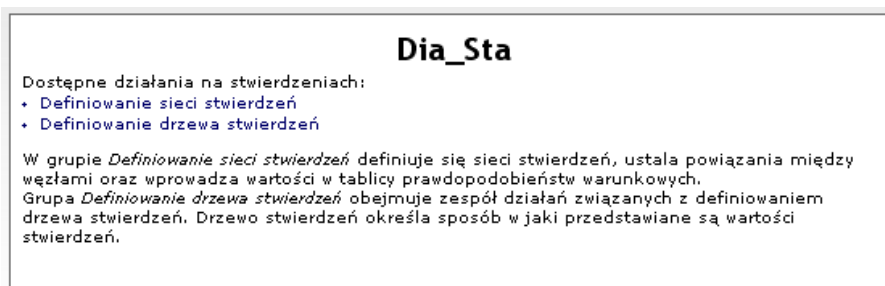 Dia_Sta
Dostępne działania na stwierdzeniach:
• Definiowanie sieci stwierdzeń
• Definiowanie drzewa stwierdzeń
W grupie Definiowanie sieci stwierdzeń definiuje się sieci stwierdzeń, ustala powiązania między
węzłami oraz wprowadza wartości w tablicy prawdopodobieństw warunkowych.
Grupa Definiowanie drzewa stwierdzeń obejmuje zespół działań związanych z definiowaniem
drzewa stwierdzeń. Drzewo stwierdzeń określa sposób w jaki przedstawiane są wartości
stwierdzeń.